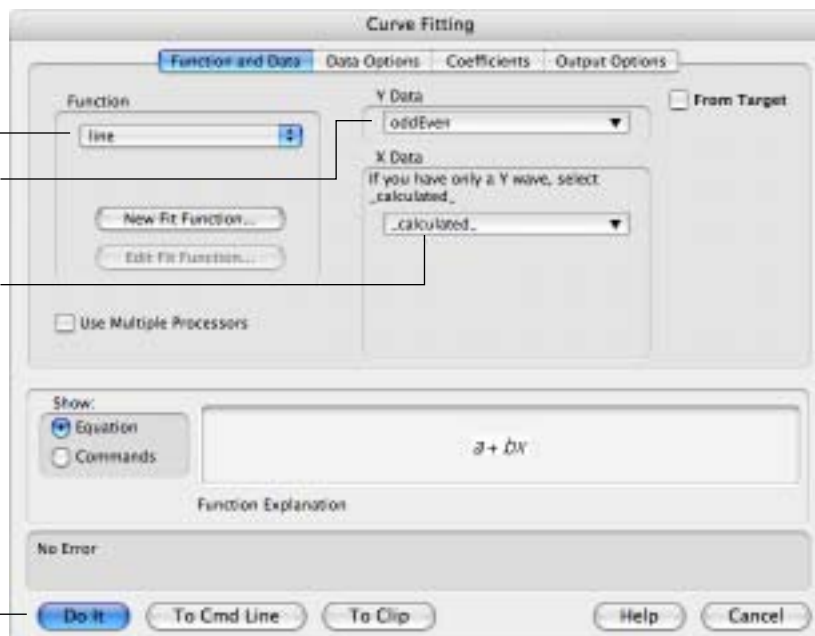 Curve Fitting
Function and Data
Data Options
Coefficients
Output Options
Function
line
New Fit Function...
Edit Fit Function...
Use Multiple Processors
Y Data
oddEven
X Data
If you have only a Y wave, select
_calculated_
_calculated_
From Target
Show:
Equation
Commands
a + bx
Function Explanation
No Error
Do It
To Cmd Line
To Clip
Help
Cancel